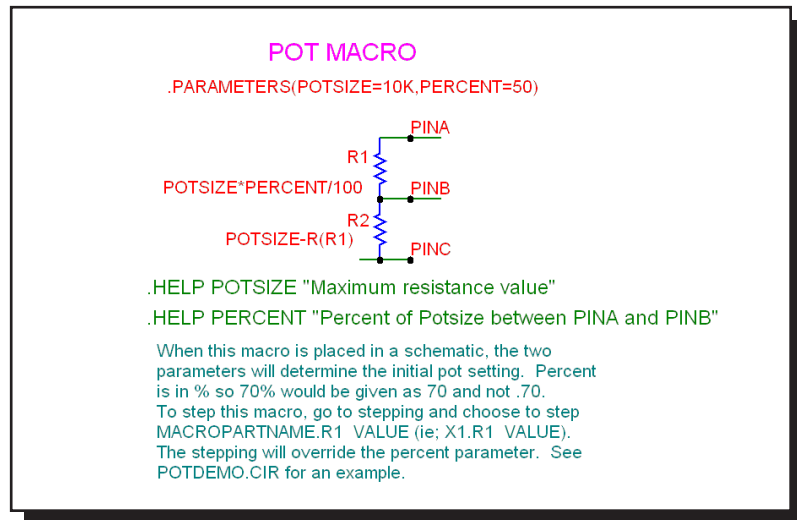 POT MACRO
.PARAMETERS(POTSIZE=10K,PERCENT=50)
PINA
R1
POTSIZE*PERCENT/100
PINB
R2
POTSIZE-R(R1)
PINC
.HELP POTSIZE "Maximum resistance value"
.HELP PERCENT "Percent of Potsize between PINA and PINB"
When this macro is placed in a schematic, the two
parameters will determine the initial pot setting.  Percent
is in % so 70% would be given as 70 and not .70.
To step this macro, go to stepping and choose to step
MACROPARTNAME.R1  VALUE (ie; X1.R1  VALUE).
The stepping will override the percent parameter.  See
POTDEMO.CIR for an example.